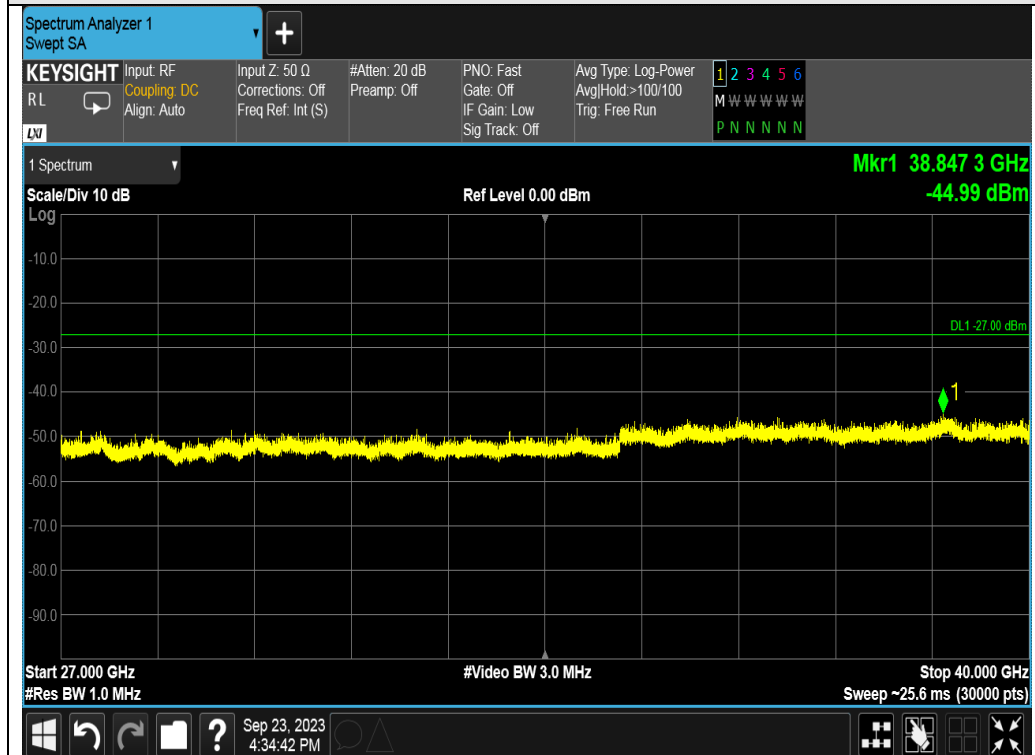 Spectrum Analyzer 1
Swept SA
+
KEYSIGHT
R L
LXI
Input: RF
Coupling: DC
Align: Auto
Input Z: 50 Ω
Corrections: Off
Freq Ref: Int (S)
#Atten: 20 dB
Preamp: Off
PNO: Fast
Gate: Off
IF Gain: Low
Sig Track: Off
Avg Type: Log-Power
Avg|Hold:>100/100
Trig: Free Run
1 2 3 4 5 6
M W W W W W
P N N N N N
1 Spectrum
Mkr1 38.847 3 GHz
-44.99 dBm
Scale/Div 10 dB
Ref Level 0.00 dBm
Log
-10.0
-20.0
DL1 -27.00 dBm
-30.0
-40.0
1
-50.0
-60.0
-70.0
-80.0
-90.0
Start 27.000 GHz
#Video BW 3.0 MHz
Stop 40.000 GHz
#Res BW 1.0 MHz
Sweep ~25.6 ms (30000 pts)
?
Sep 23, 2023
4:34:42 PM